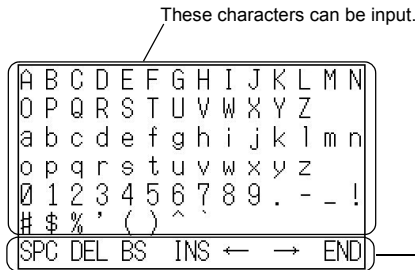 These characters can be input.
A B C D E F G H I J K L M N
O P Q R S T U V W X Y Z
a b c d e f g h i j k l m n
o p q r s t u v w x y z
0 1 2 3 4 5 6 7 8 9 . - _ !
# $ % ' ( ) ^ `
SPC DEL BS INS ← → END